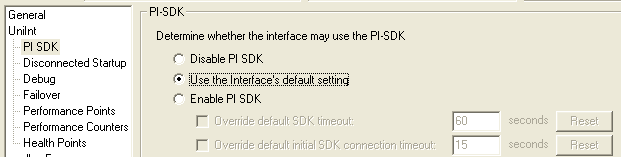 General
UniInt
PI SDK
Disconnected Startup
Debug
Failover
Performance Points
Performance Counters
Health Points
PI-SDK
Determine whether the interface may use the PI-SDK
Disable PI SDK
Use the Interface's default setting
Enable PI SDK
Override default SDK timeout: 60 seconds Reset
Override default initial SDK connection timeout: 15 seconds Reset